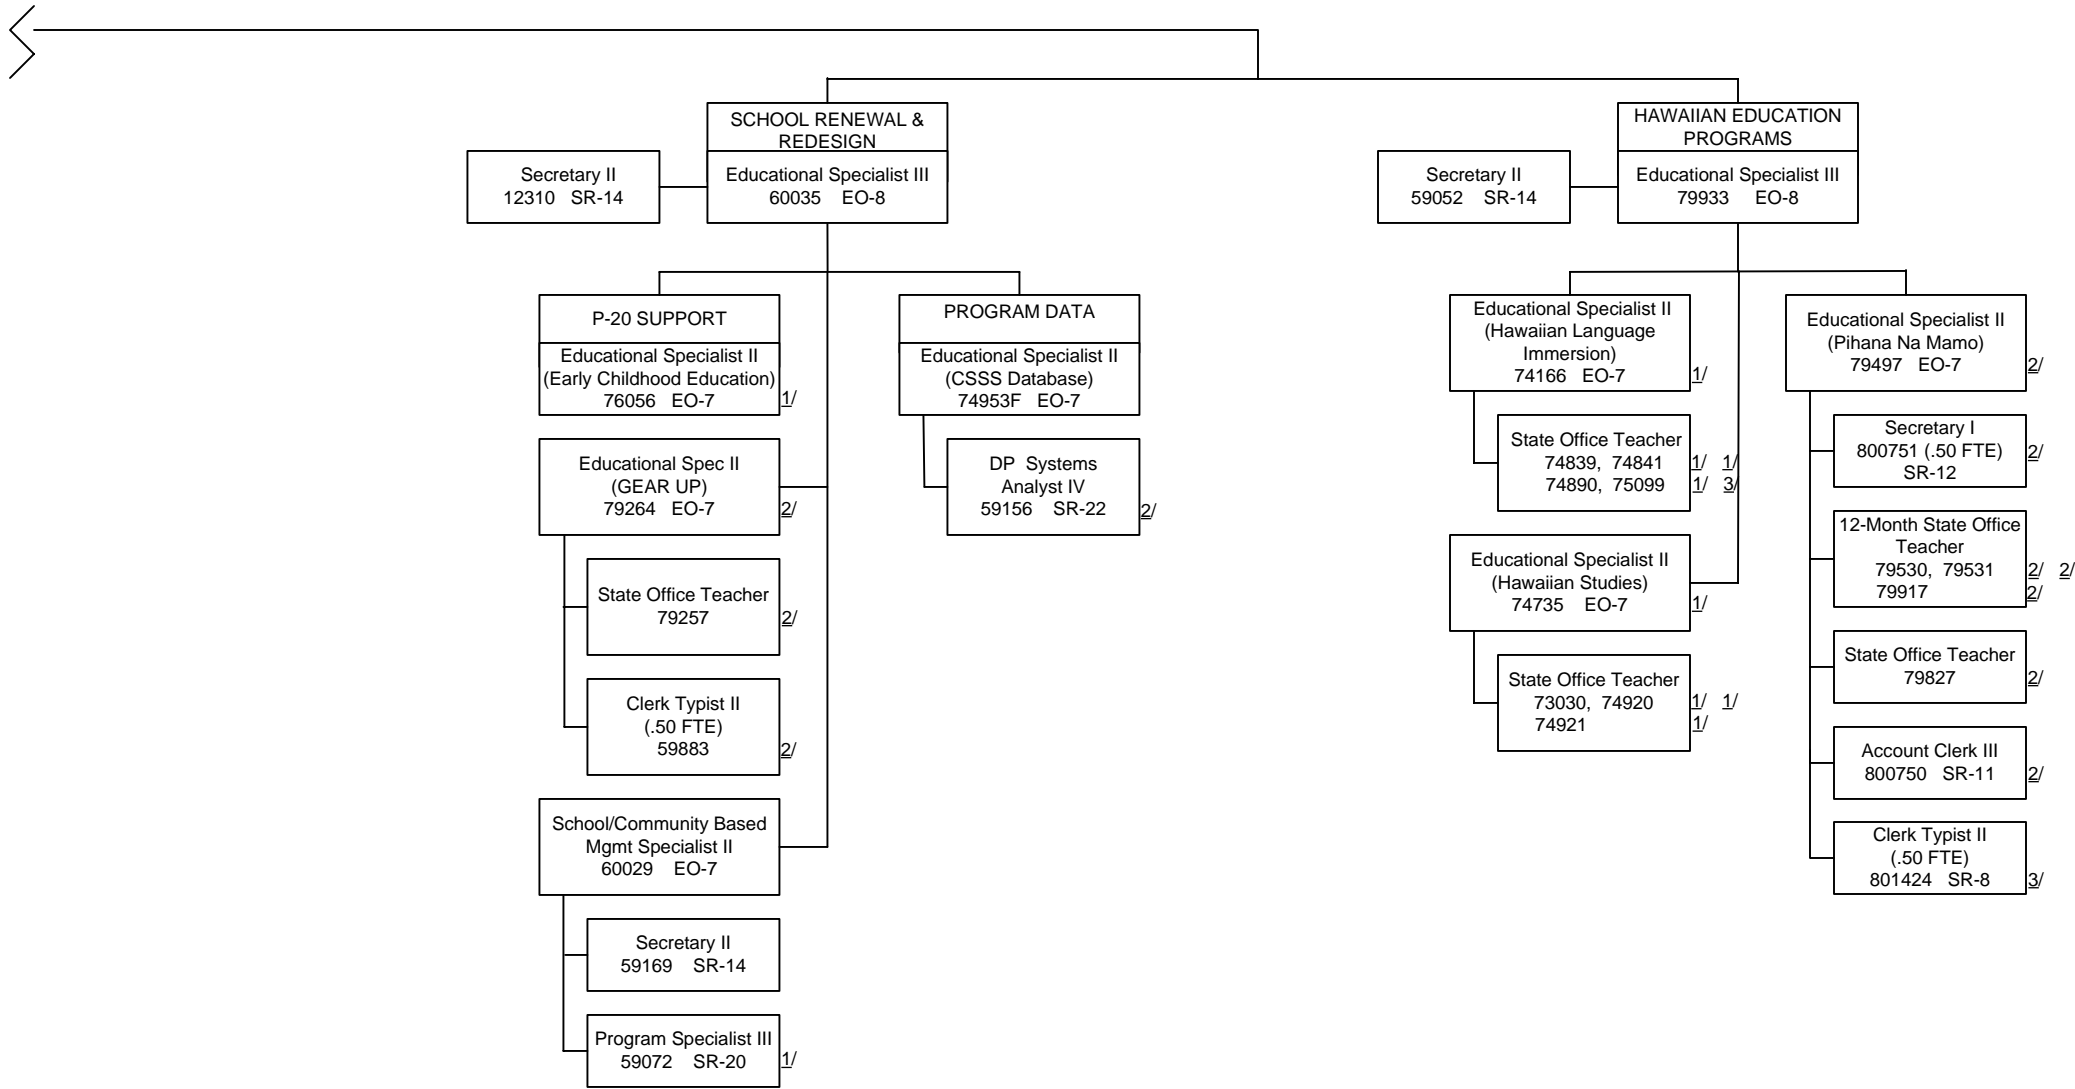 SCHOOL RENEWAL &
REDESIGN
Educational Specialist III
60035 EO-8
Secretary II
12310 SR-14
P-20 SUPPORT
Educational Specialist II
(Early Childhood Education)
76056 EO-7 1/
Educational Spec II
(GEAR UP)
79264 EO-7 2/
State Office Teacher
79257 2/
Clerk Typist II
(.50 FTE)
59883 2/
School/Community Based
Mgmt Specialist II
60029 EO-7
Secretary II
59169 SR-14
Program Specialist III
59072 SR-20 1/
PROGRAM DATA
Educational Specialist II
(CSSS Database)
74953F EO-7
DP Systems
Analyst IV
59156 SR-22 2/
HAWAIIAN EDUCATION
PROGRAMS
Educational Specialist III
79933 EO-8
Secretary II
59052 SR-14
Educational Specialist II
(Hawaiian Language
Immersion)
74166 EO-7 1/
State Office Teacher
74839, 74841 1/ 1/
74890, 75099 1/ 3/
Educational Specialist II
(Hawaiian Studies)
74735 EO-7 1/
State Office Teacher
73030, 74920 1/ 1/
74921 1/
Educational Specialist II
(Pihana Na Mamo)
79497 EO-7 2/
Secretary I
800751 (.50 FTE) 2/
SR-12
12-Month State Office
Teacher
79530, 79531 2/ 2/
79917 2/
State Office Teacher
79827 2/
Account Clerk III
800750 SR-11 2/
Clerk Typist II
(.50 FTE)
801424 SR-8 3/